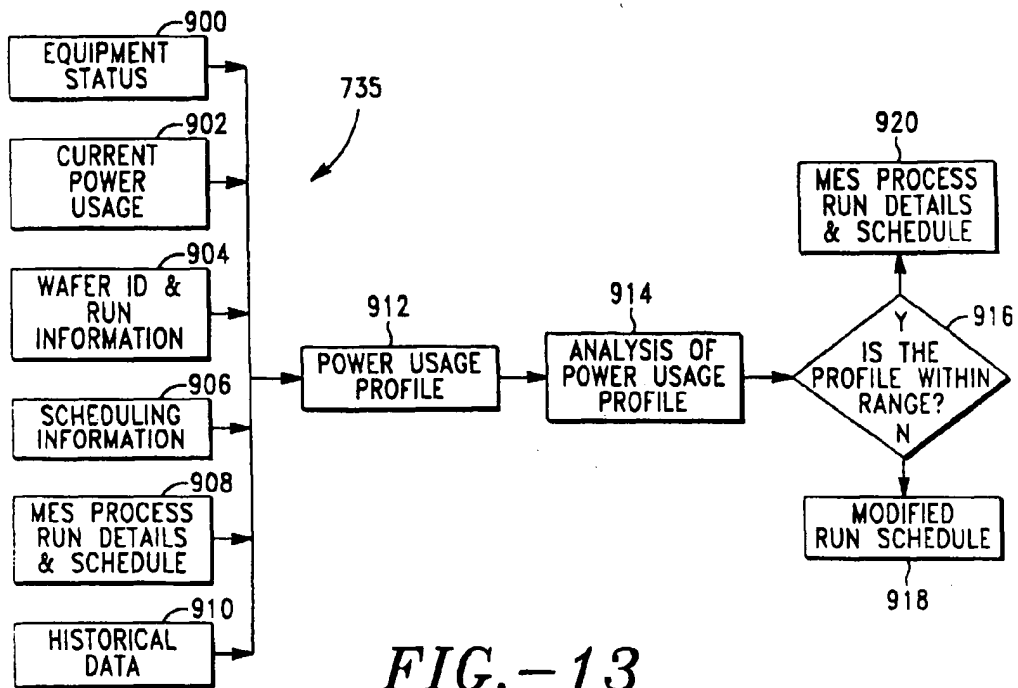 900
EQUIPMENT
STATUS
902
CURRENT
POWER
USAGE
904
WAFER ID &
RUN
INFORMATION
906
SCHEDULING
INFORMATION
908
MES PROCESS
RUN DETAILS
& SCHEDULE
910
HISTORICAL
DATA
735
912
POWER USAGE
PROFILE
914
ANALYSIS OF
POWER USAGE
PROFILE
920
MES PROCESS
RUN DETAILS
& SCHEDULE
916
Y
IS THE
PROFILE WITHIN
RANGE?
N
MODIFIED
RUN SCHEDULE
918
FIG.-13